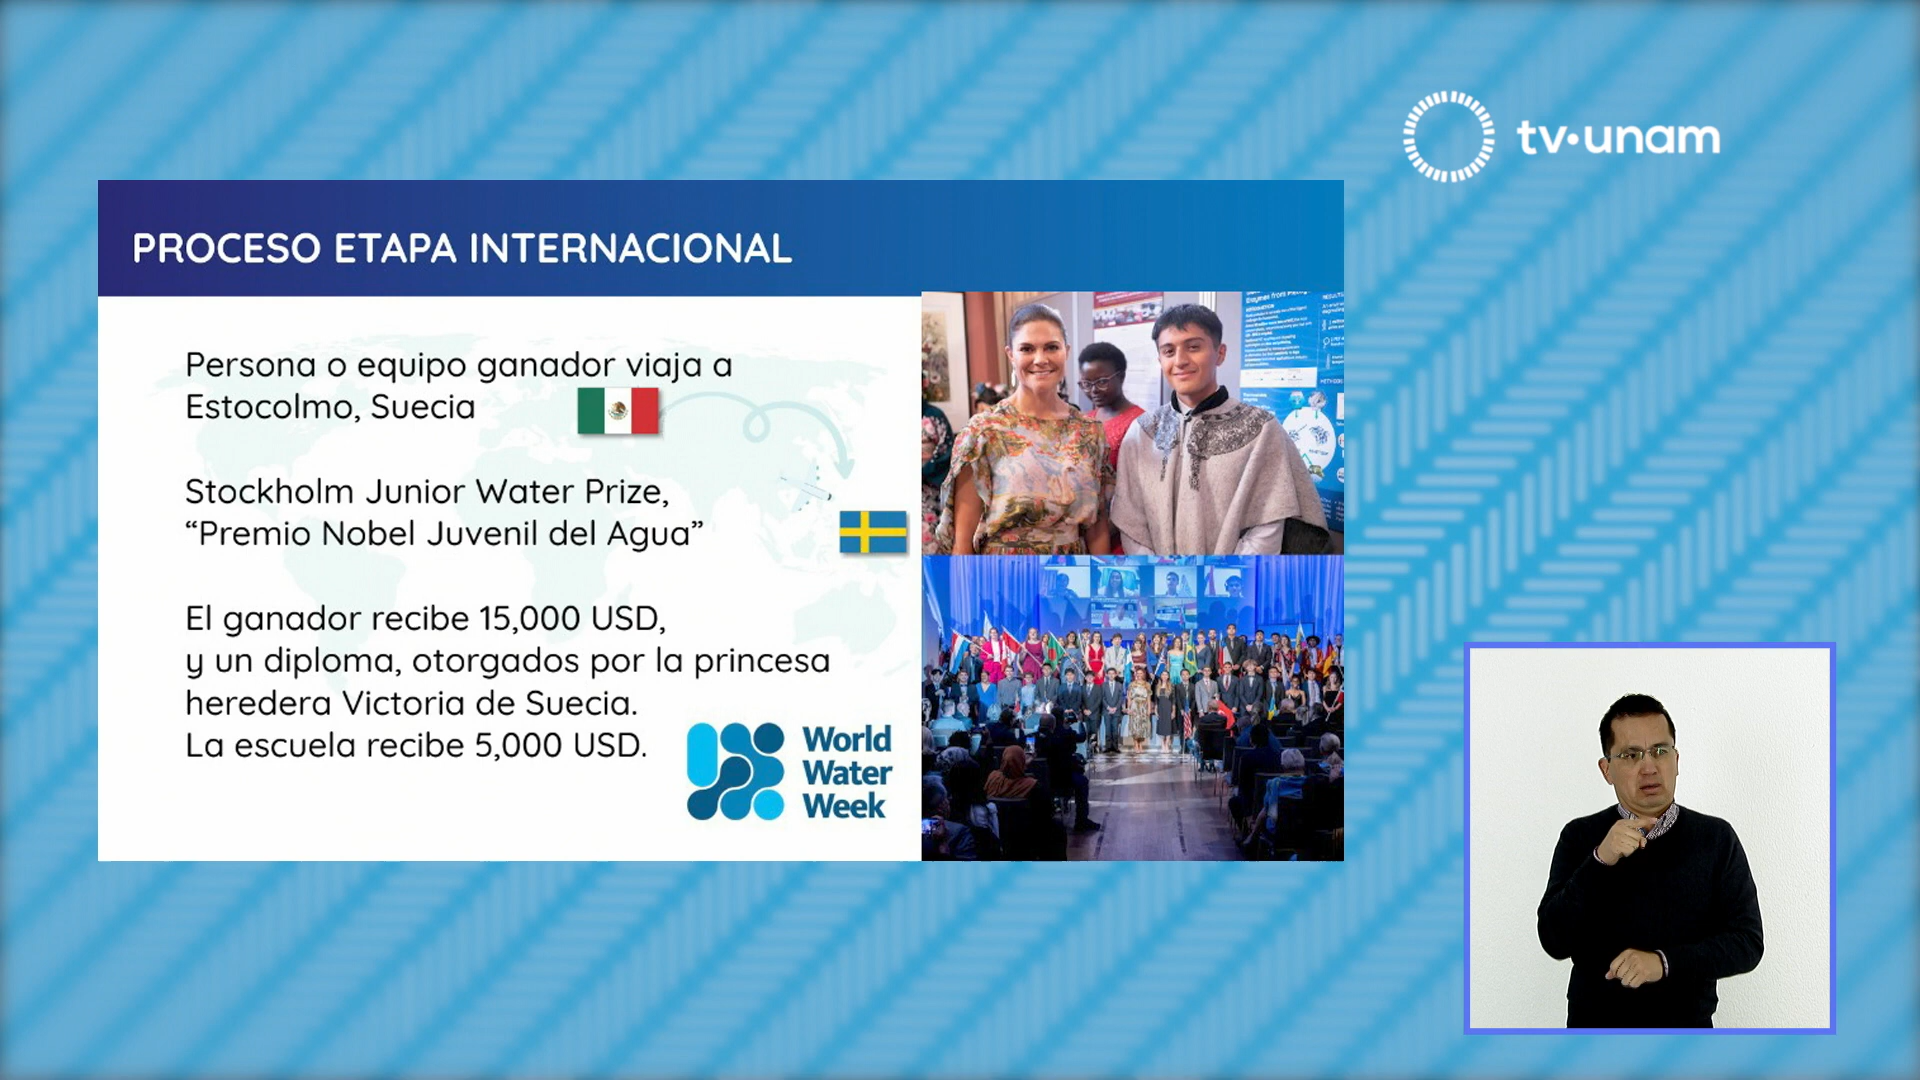 tv·unam
PROCESO ETAPA INTERNACIONAL
Persona o equipo ganador viaja a
Estocolmo, Suecia
Stockholm Junior Water Prize,
“Premio Nobel Juvenil del Agua”
El ganador recibe 15,000 USD,
y un diploma, otorgados por la princesa
heredera Victoria de Suecia.
La escuela recibe 5,000 USD.
World
Water
Week